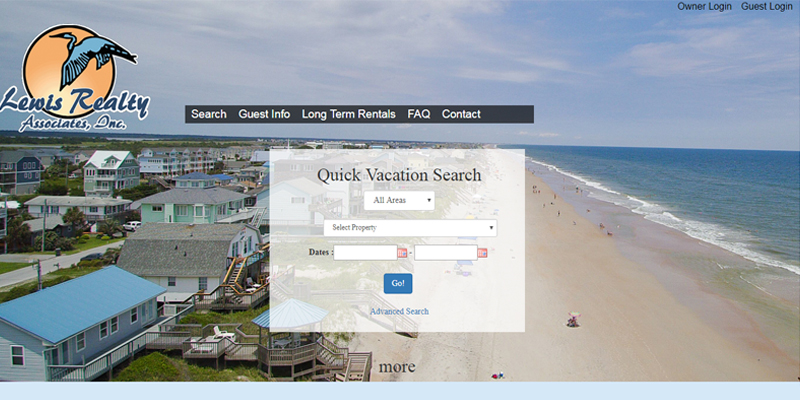 Owner Login Guest Login
Lewis Realty
Associates, Inc.
Search Guest Info Long Term Rentals FAQ Contact
Quick Vacation Search
All Areas
Select Property
Dates : -
Go!
Advanced Search
more